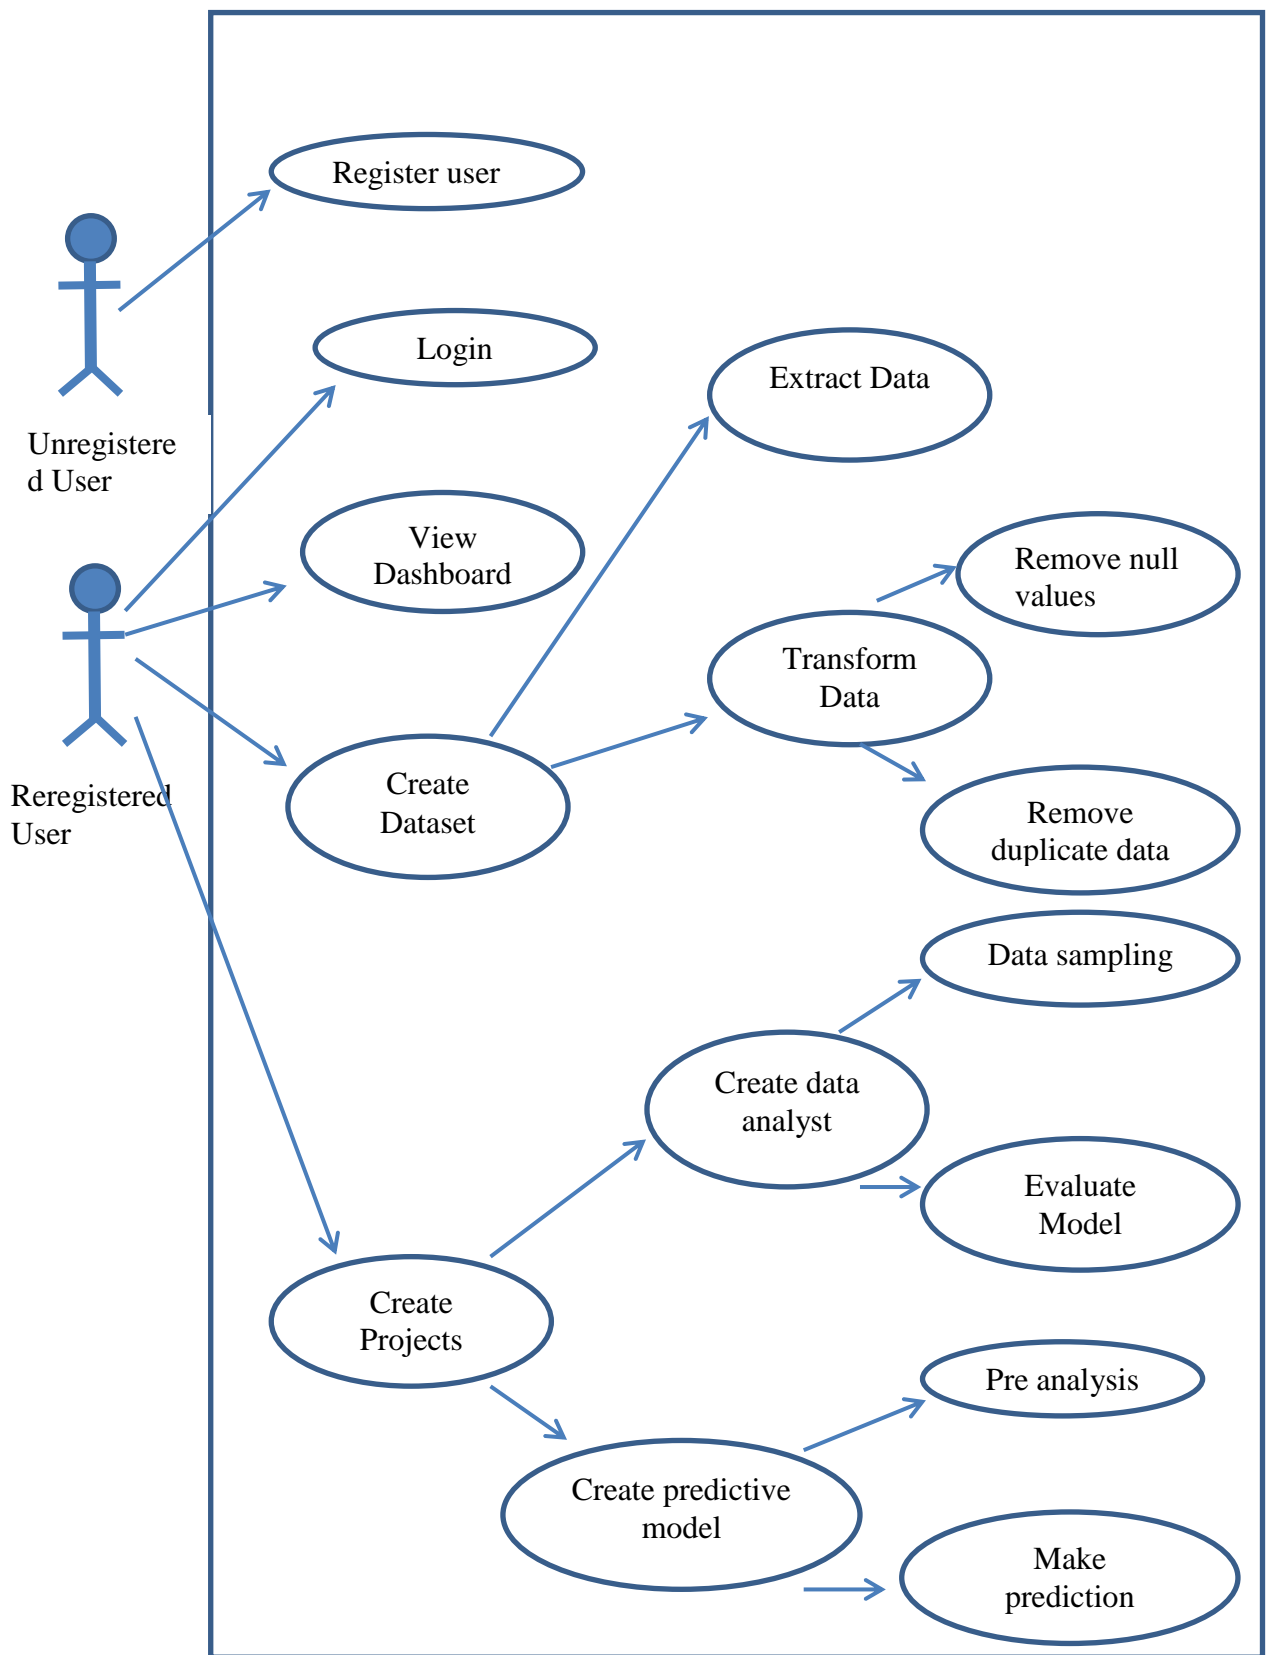 Register user
Login
Extract Data
Unregistere
d User
View
Dashboard
Remove null
values
Transform
Data
Create
Dataset
Reregistered
User
Remove
duplicate data
Data sampling
Create data
analyst
Evaluate
Model
Create
Projects
Pre analysis
Create predictive
model
Make
prediction